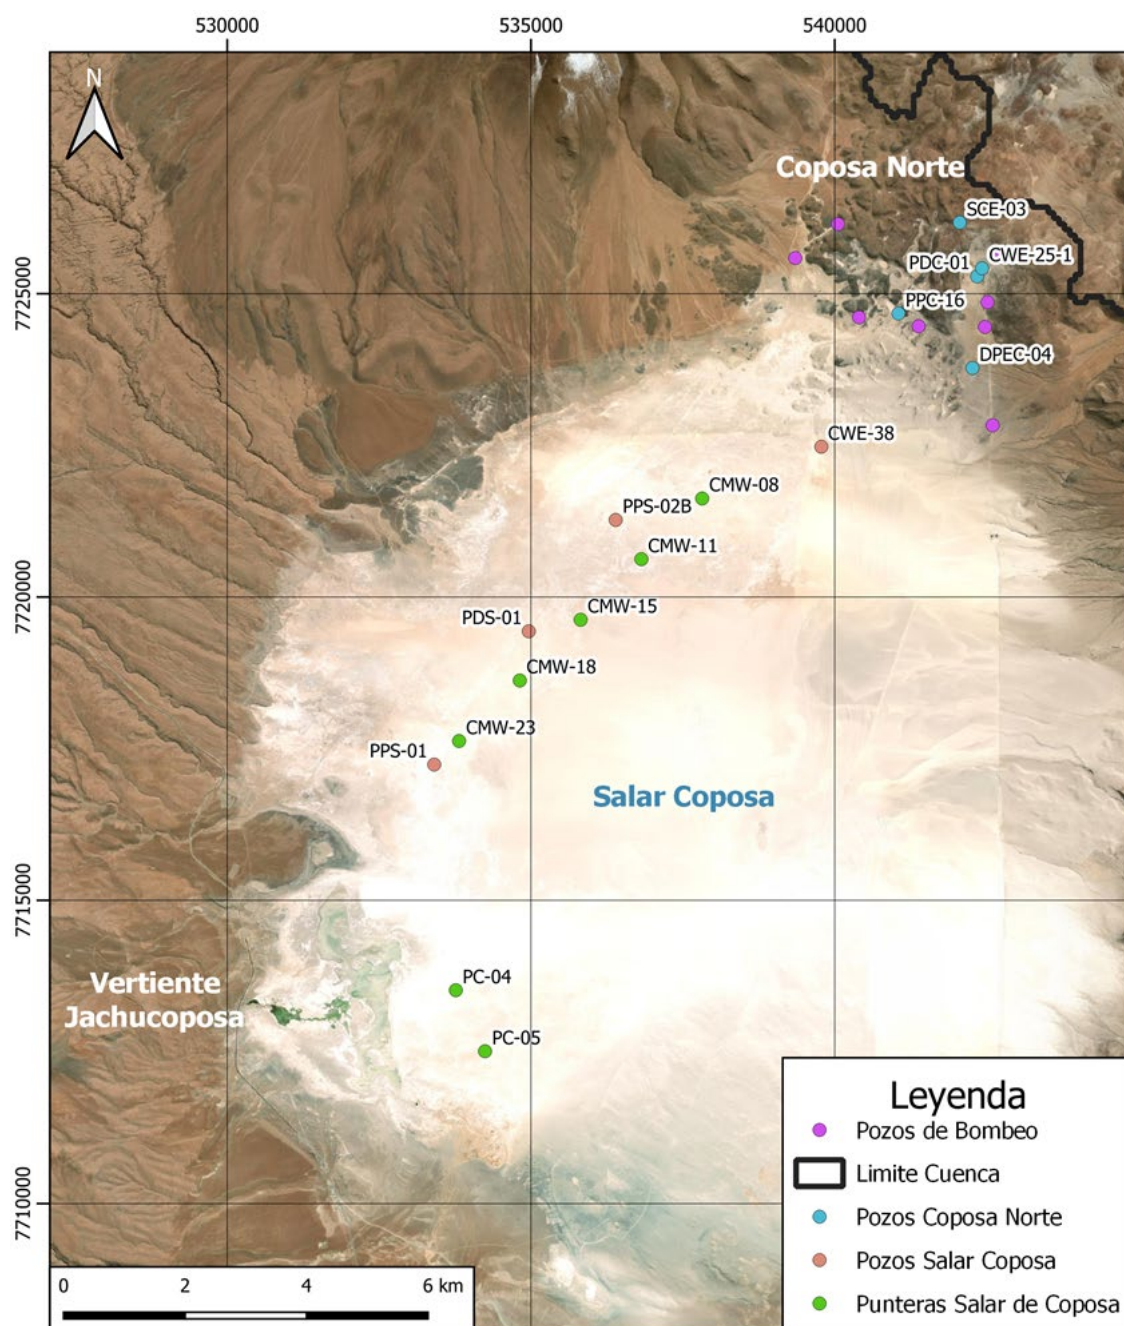 530000
535000
540000
N
Coposa Norte
SCE-03
CWE-25-1
PDC-01
7725000
PPC-16
DPEC-04
CWE-38
CMW-08
PPS-02B
CMW-11
7720000
CMW-15
PDS-01
CMW-18
CMW-23
PPS-01
Salar Coposa
7715000
Vertiente
Jachucoposa
PC-04
PC-05
7710000
Leyenda
Pozos de Bombeo
Limite Cuenca
Pozos Coposa Norte
Pozos Salar Coposa
Punteras Salar de Coposa
0 2 4 6 km